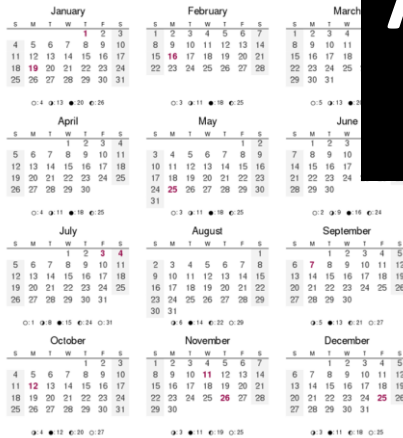 January
S M T W T F S
1 2 3
4 5 6 7 8 9 10
11 12 13 14 15 16 17
18 19 20 21 22 23 24
25 26 27 28 29 30 31
○:4 ◑:13 ●:20 ◐:26
February
S M T W T F S
1 2 3 4 5 6 7
8 9 10 11 12 13 14
15 16 17 18 19 20 21
22 23 24 25 26 27 28
○:3 ◑:11 ●:18 ◐:25
March
S M T W
1 2 3 4
8 9 10 11
15 16 17 18
22 23 24 25
29 30 31
○:5 ◑:13 ●:20
April
S M T W T F S
1 2 3 4
5 6 7 8 9 10 11
12 13 14 15 16 17 18
19 20 21 22 23 24 25
26 27 28 29 30
○:4 ◑:11 ●:18 ◐:25
May
S M T W T F S
1 2
3 4 5 6 7 8 9
10 11 12 13 14 15 16
17 18 19 20 21 22 23
24 25 26 27 28 29 30
31
○:3 ◑:11 ●:18 ◐:25
June
S M T W
1 2 3
7 8 9 10
14 15 16 17
21 22 23 24
28 29 30
○:2 ◑:9 ●:16 ◐:24
July
S M T W T F S
1 2 3 4
5 6 7 8 9 10 11
12 13 14 15 16 17 18
19 20 21 22 23 24 25
26 27 28 29 30 31
○:1 ◑:8 ●:15 ◐:24 ○:31
August
S M T W T F S
1
2 3 4 5 6 7 8
9 10 11 12 13 14 15
16 17 18 19 20 21 22
23 24 25 26 27 28 29
30 31
◑:6 ●:14 ◐:22 ○:29
September
S M T W T F S
1 2 3 4 5
6 7 8 9 10 11 12
13 14 15 16 17 18 19
20 21 22 23 24 25 26
27 28 29 30
◑:5 ●:13 ◐:21 ○:27
October
S M T W T F S
1 2 3
4 5 6 7 8 9 10
11 12 13 14 15 16 17
18 19 20 21 22 23 24
25 26 27 28 29 30 31
◑:4 ●:12 ◐:20 ○:27
November
S M T W T F S
1 2 3 4 5 6 7
8 9 10 11 12 13 14
15 16 17 18 19 20 21
22 23 24 25 26 27 28
29 30
◑:3 ●:11 ◐:19 ○:25
December
S M T W T F S
1 2 3 4 5
6 7 8 9 10 11 12
13 14 15 16 17 18 19
20 21 22 23 24 25 26
27 28 29 30 31
◑:3 ●:11 ◐:18 ○:25